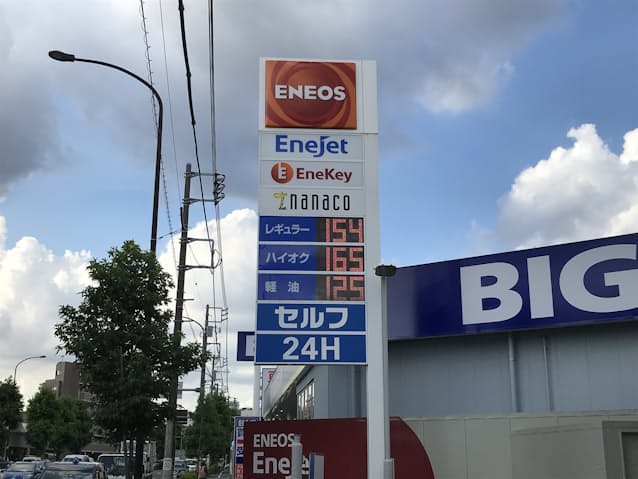 ENEOS
EneJet
EneKey
nanaco
レギュラー 154
ハイオク 165
軽油 125
セルフ
24H
BIG
ENEOS
Ene